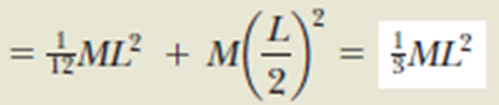 = 1/12 ML² + M(L/2)² = 1/3 ML²